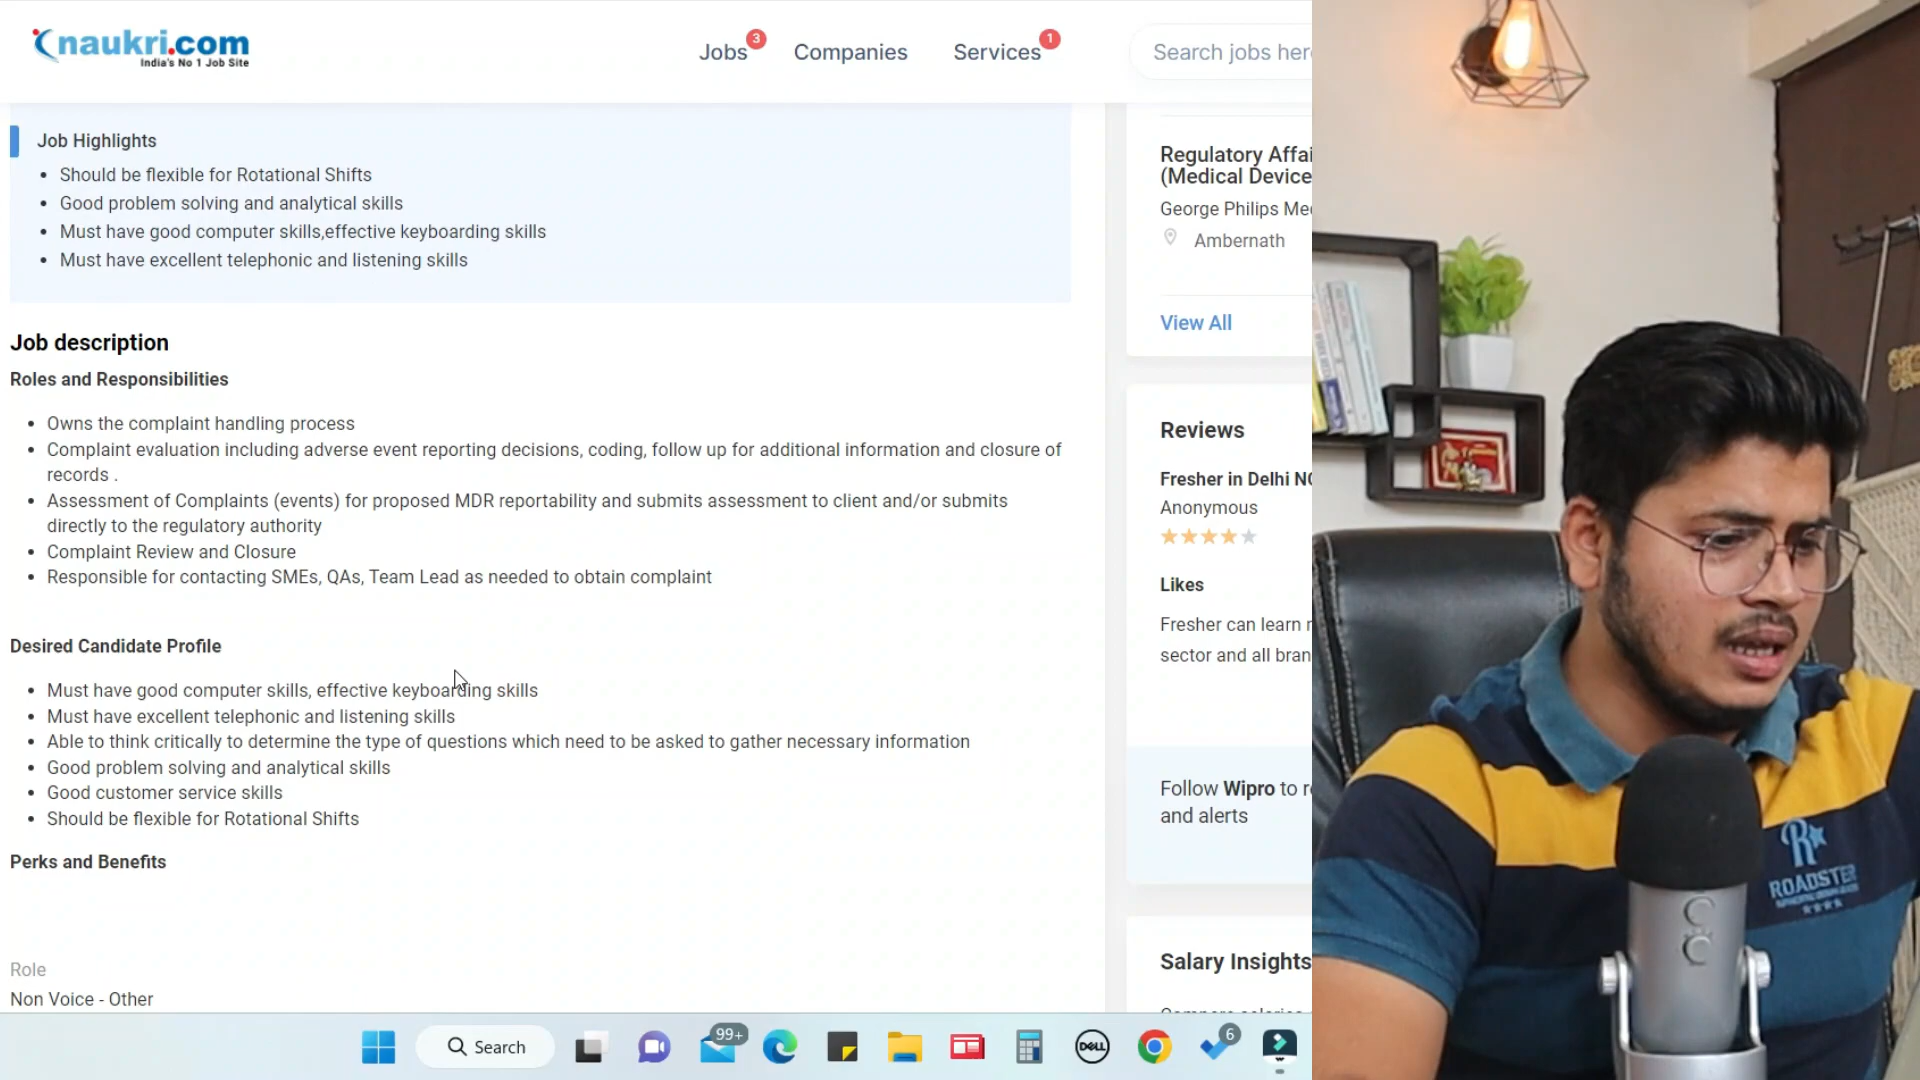 naukri.com
India's No 1 Job Site
Jobs 3 Companies Services 1
Search jobs here
Job Highlights
Should be flexible for Rotational Shifts
Good problem solving and analytical skills
Must have good computer skills,effective keyboarding skills
Must have excellent telephonic and listening skills
Job description
Roles and Responsibilities
Owns the complaint handling process
Complaint evaluation including adverse event reporting decisions, coding, follow up for additional information and closure of
records .
Assessment of Complaints (events) for proposed MDR reportability and submits assessment to client and/or submits
directly to the regulatory authority
Complaint Review and Closure
Responsible for contacting SMEs, QAs, Team Lead as needed to obtain complaint
Desired Candidate Profile
Must have good computer skills, effective keyboarding skills
Must have excellent telephonic and listening skills
Able to think critically to determine the type of questions which need to be asked to gather necessary information
Good problem solving and analytical skills
Good customer service skills
Should be flexible for Rotational Shifts
Perks and Benefits
Role
Non Voice - Other
Regulatory
(Medical Device
George Philips
Ambernath
View All
Reviews
Fresher in Delhi
Anonymous
Likes
Fresher can learn
sector and all
Follow Wipro to
and alerts
Salary Insights
Search
99+
DELL
6
R
ROADSTER